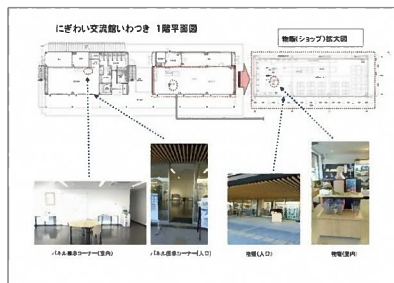 にぎわい交流館いわつき 1階平面図
物販(ショップ)拡大図
パネル展示コーナー(室内)
パネル展示コーナー(入口)
物販(入口)
物販(室内)